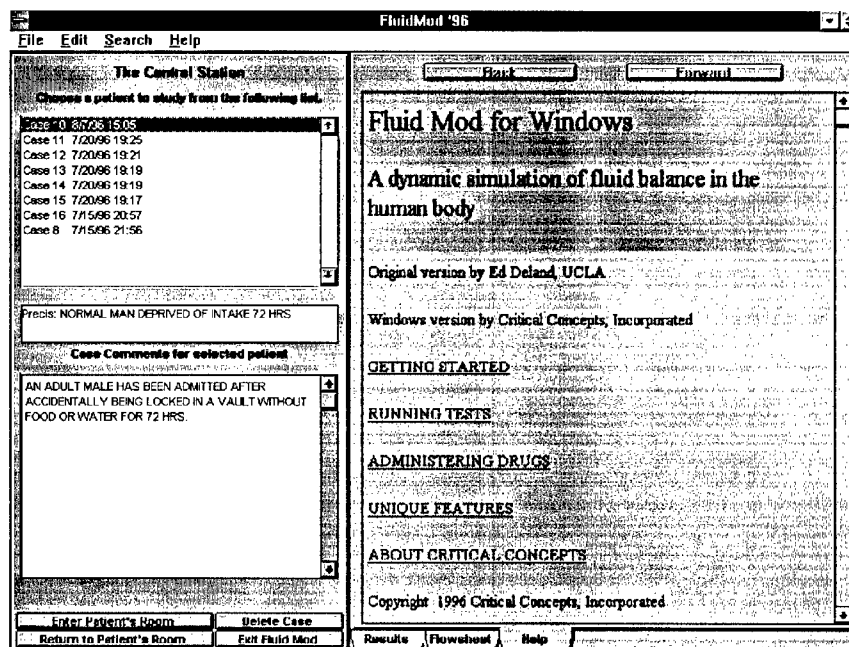 FluidMod '96
File Edit Search Help
The Central Station
Choose a patient to study from the following list.
Case 10 8/7/96 15:05
Case 11 7/20/96 19:25
Case 12 7/20/96 19:21
Case 13 7/20/96 19:19
Case 14 7/20/96 19:19
Case 15 7/20/96 19:17
Case 16 7/15/96 20:57
Case 8 7/15/96 21:56
Precis: NORMAL MAN DEPRIVED OF INTAKE 72 HRS
Case Comments for selected patient
AN ADULT MALE HAS BEEN ADMITTED AFTER
ACCIDENTALLY BEING LOCKED IN A VAULT WITHOUT
FOOD OR WATER FOR 72 HRS.
Enter Patient's Room Delete Case
Return to Patient's Room Exit Fluid Mod
Back Forward
Fluid Mod for Windows
A dynamic simulation of fluid balance in the
human body
Original version by Ed Deland, UCLA
Windows version by Critical Concepts, Incorporated
GETTING STARTED
RUNNING TESTS
ADMINISTERING DRUGS
UNIQUE FEATURES
ABOUT CRITICAL CONCEPTS
Copyright 1996 Critical Concepts, Incorporated
Results Flowsheet Help